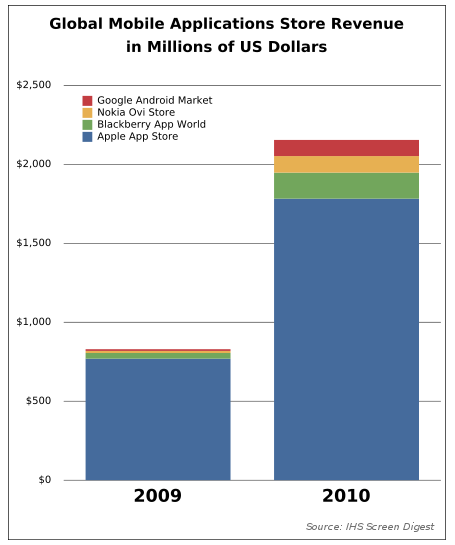 Global Mobile Applications Store Revenue
in Millions of US Dollars
$2,500
Google Android Market
Nokia Ovi Store
Blackberry App World
Apple App Store
$2,000
$1,500
$1,000
$500
$0
2009 2010
Source: IHS Screen Digest